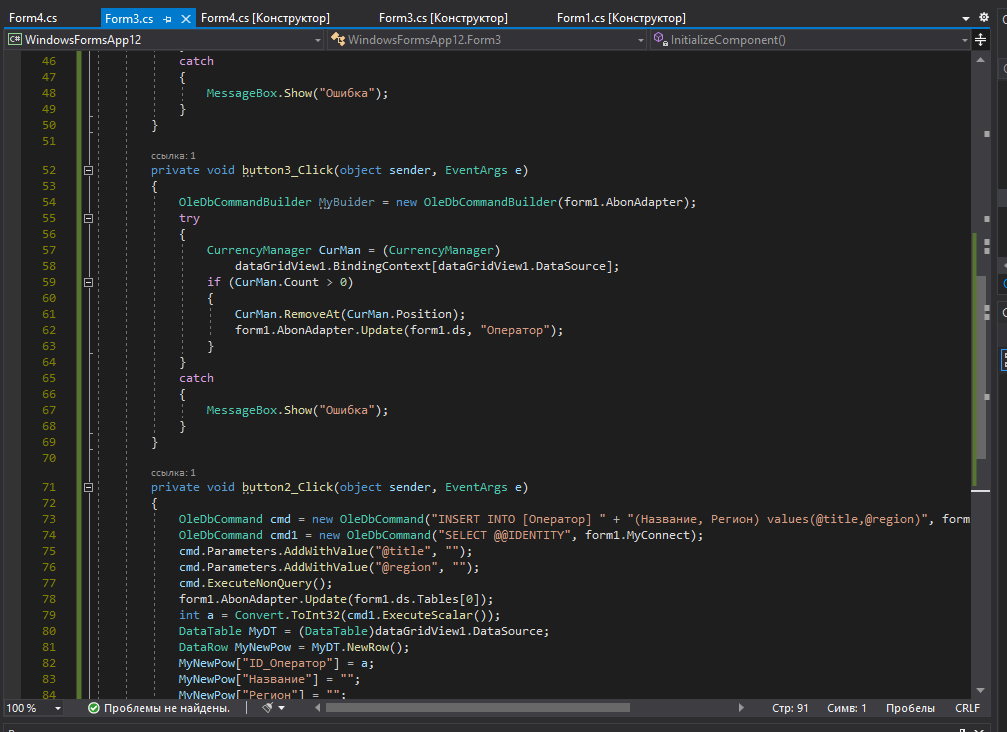 Form4.cs Form3.cs Form4.cs [Конструктор] Form3.cs [Конструктор] Form1.cs [Конструктор]
C# WindowsFormsApp12 WindowsFormsApp12.Form3 InitializeComponent()
46 catch
47 {
48 MessageBox.Show("Ошибка");
49 }
50 }
51
ссылка: 1
52 private void button3_Click(object sender, EventArgs e)
53 {
54 OleDbCommandBuilder MyBuider = new OleDbCommandBuilder(form1.AbonAdapter);
55 try
56 {
57 CurrencyManager CurMan = (CurrencyManager)
58 dataGridView1.BindingContext[dataGridView1.DataSource];
59 if (CurMan.Count > 0)
60 {
61 CurMan.RemoveAt(CurMan.Position);
62 form1.AbonAdapter.Update(form1.ds, "Оператор");
63 }
64 }
65 catch
66 {
67 MessageBox.Show("Ошибка");
68 }
69 }
70
ссылка: 1
71 private void button2_Click(object sender, EventArgs e)
72 {
73 OleDbCommand cmd = new OleDbCommand("INSERT INTO [Оператор] " + "(Название, Регион) values(@title,@region)", form
74 OleDbCommand cmd1 = new OleDbCommand("SELECT @@IDENTITY", form1.MyConnect);
75 cmd.Parameters.AddWithValue("@title", "");
76 cmd.Parameters.AddWithValue("@region", "");
77 cmd.ExecuteNonQuery();
78 form1.AbonAdapter.Update(form1.ds.Tables[0]);
79 int a = Convert.ToInt32(cmd1.ExecuteScalar());
80 DataTable MyDT = (DataTable)dataGridView1.DataSource;
81 DataRow MyNewPow = MyDT.NewRow();
82 MyNewPow["ID_Оператор"] = a;
83 MyNewPow["Название"] = "";
84 MyNewPow["Регион"] = "";
100 % Проблемы не найдены. Стр: 91 Симв: 1 Пробелы CRLF